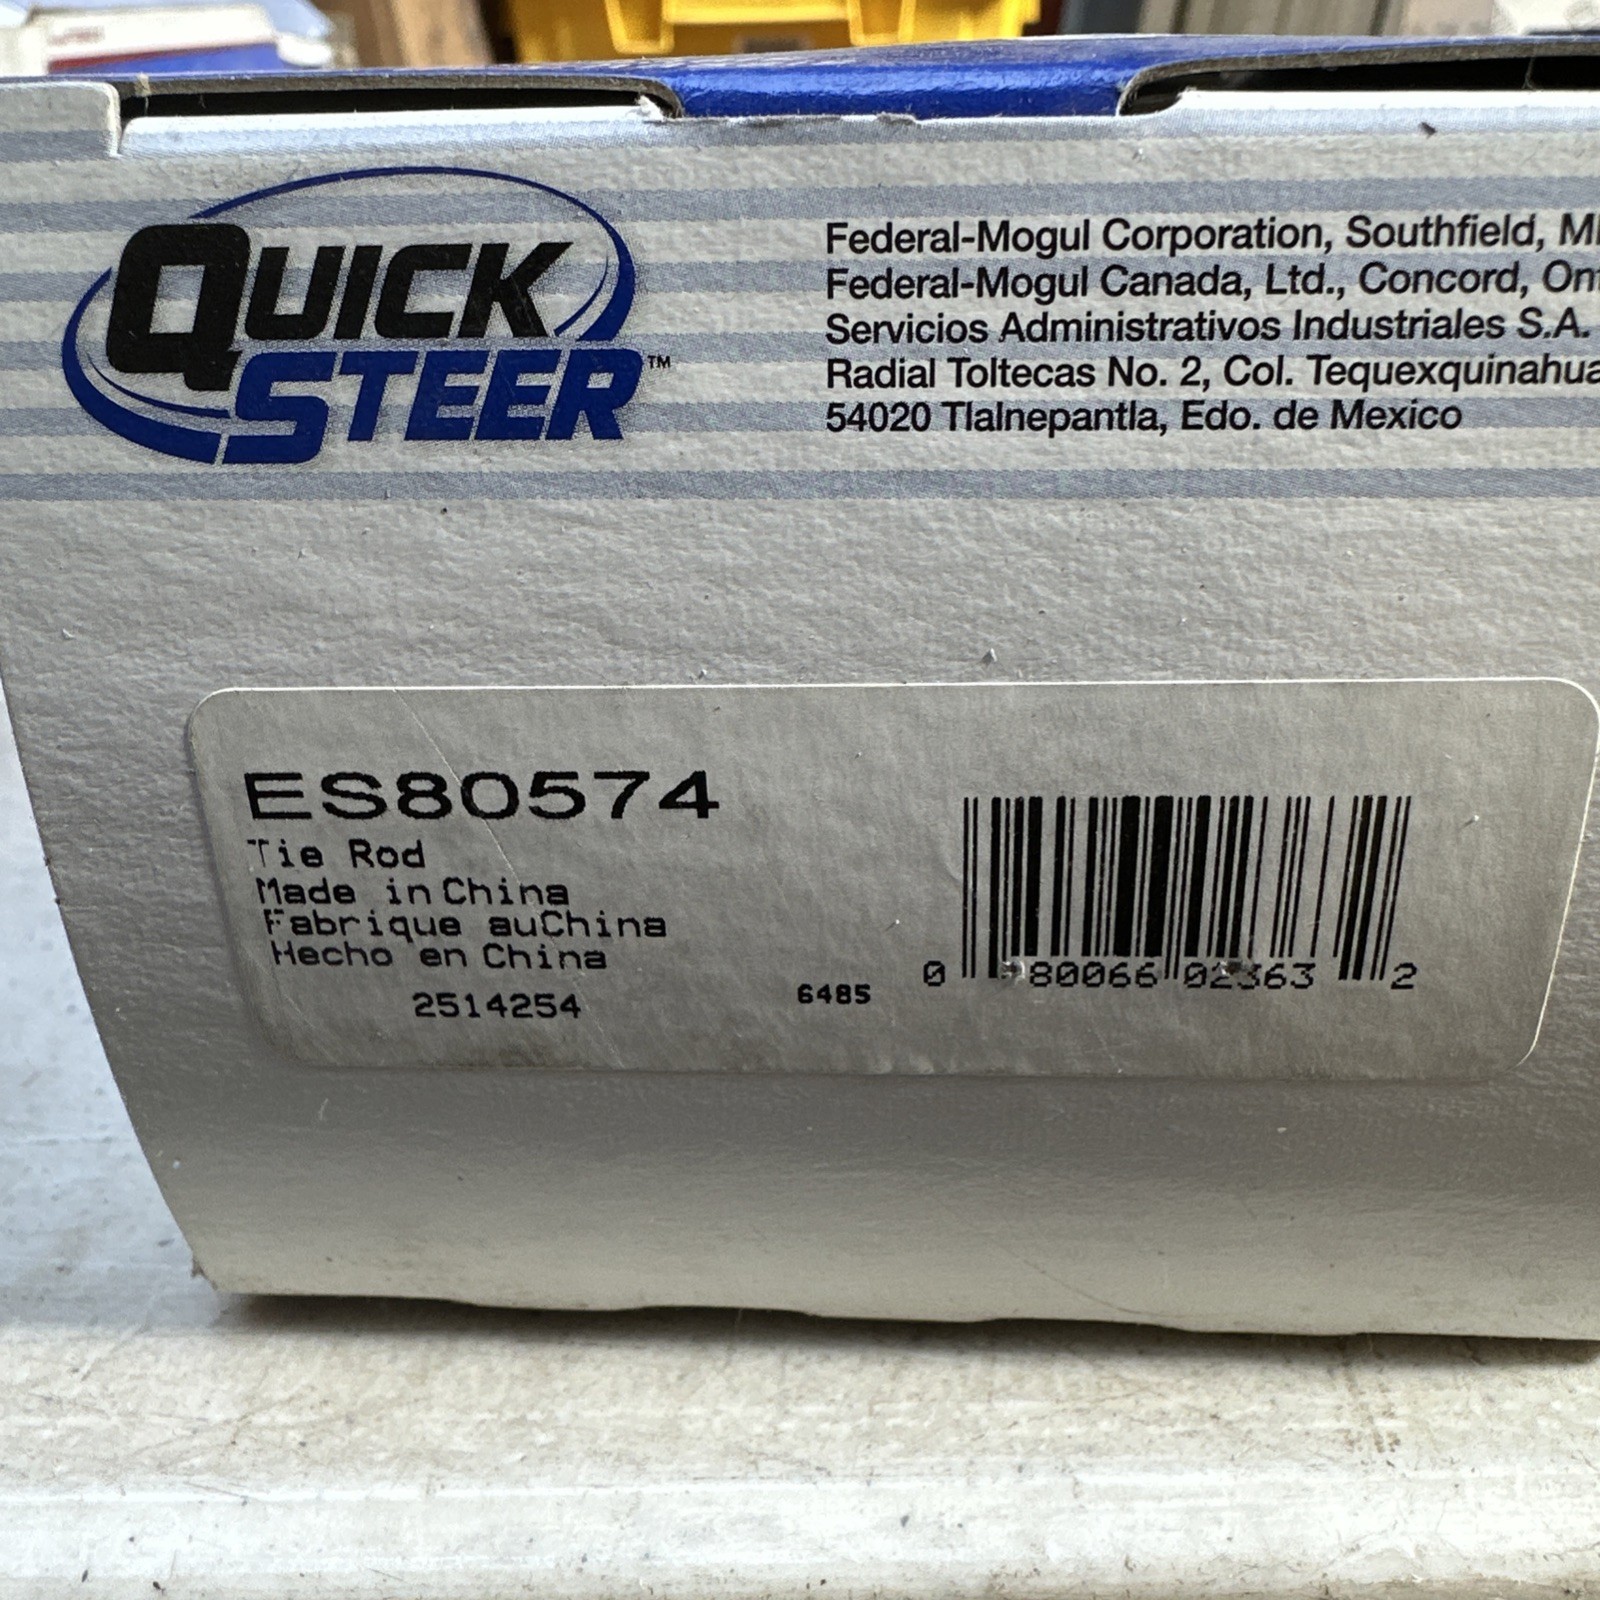 QUICK
STEER™
Federal-Mogul Corporation, Southfield, MI
Federal-Mogul Canada, Ltd., Concord, Ont
Servicios Administrativos Industriales S.A.
Radial Toltecas No. 2, Col. Tequexquinahua
54020 Tlalnepantla, Edo. de Mexico
ES80574
Tie Rod
Made in China
Fabrique auChina
Hecho en China
2514254
6485
0 80066 02363 2